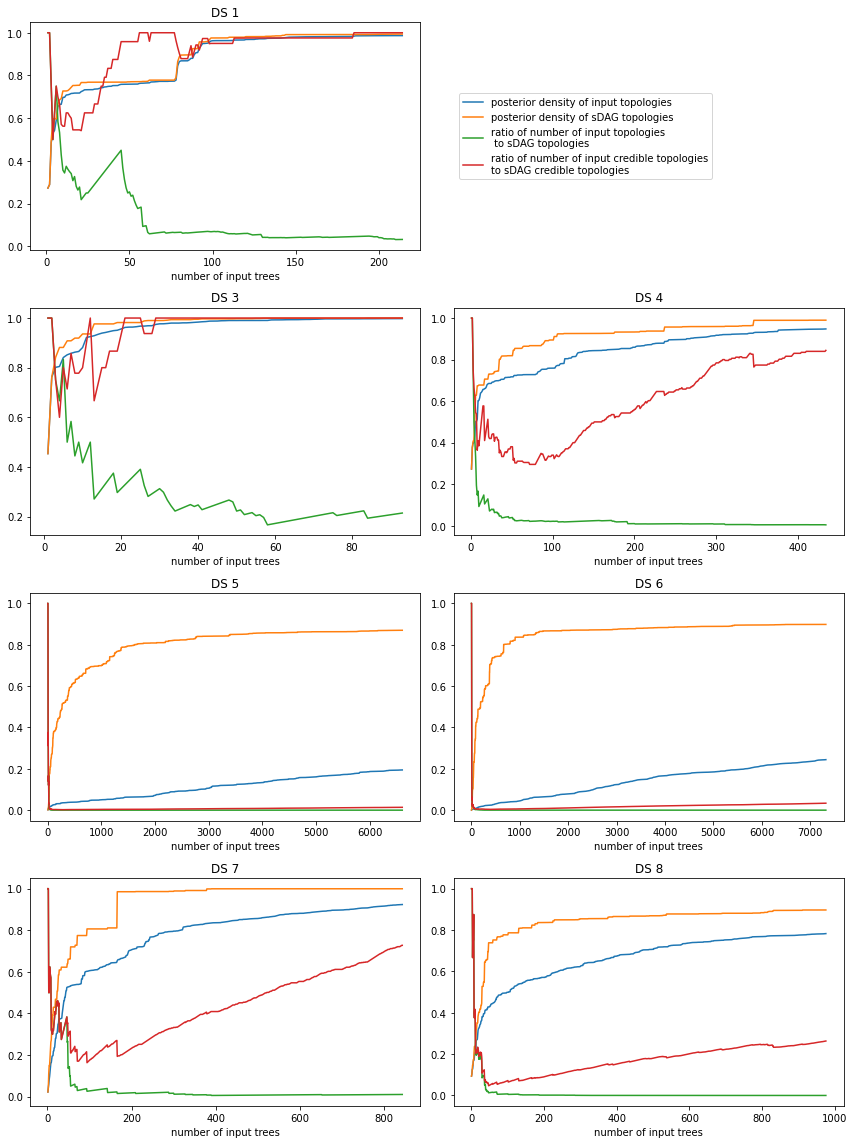 DS 1
1.0
0.8
0.6
0.4
0.2
0.0
0 50 100 150 200
number of input trees
posterior density of input topologies
posterior density of sDAG topologies
ratio of number of input topologies
to sDAG topologies
ratio of number of input credible topologies
to sDAG credible topologies
DS 3
1.0
0.8
0.6
0.4
0.2
0 20 40 60 80
number of input trees
DS 4
1.0
0.8
0.6
0.4
0.2
0.0
0 100 200 300 400
number of input trees
DS 5
1.0
0.8
0.6
0.4
0.2
0.0
0 1000 2000 3000 4000 5000 6000
number of input trees
DS 6
1.0
0.8
0.6
0.4
0.2
0.0
0 1000 2000 3000 4000 5000 6000 7000
number of input trees
DS 7
1.0
0.8
0.6
0.4
0.2
0.0
0 200 400 600 800
number of input trees
DS 8
1.0
0.8
0.6
0.4
0.2
0.0
0 200 400 600 800 1000
number of input trees